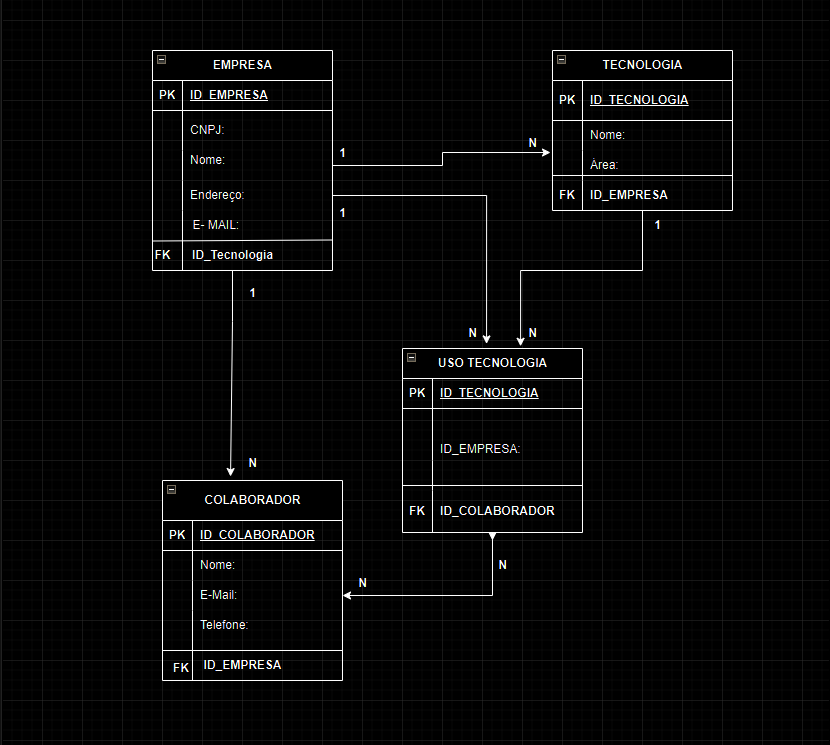 EMPRESA
PK ID_EMPRESA
CNPJ:
Nome:
Endereço:
E- MAIL:
FK ID_Tecnologia
1
N
1
1
N
TECNOLOGIA
PK ID_TECNOLOGIA
Nome:
Área:
FK ID_EMPRESA
1
N
N
USO TECNOLOGIA
PK ID_TECNOLOGIA
ID_EMPRESA:
FK ID_COLABORADOR
N
N
COLABORADOR
PK ID_COLABORADOR
Nome:
E-Mail:
Telefone:
FK ID_EMPRESA